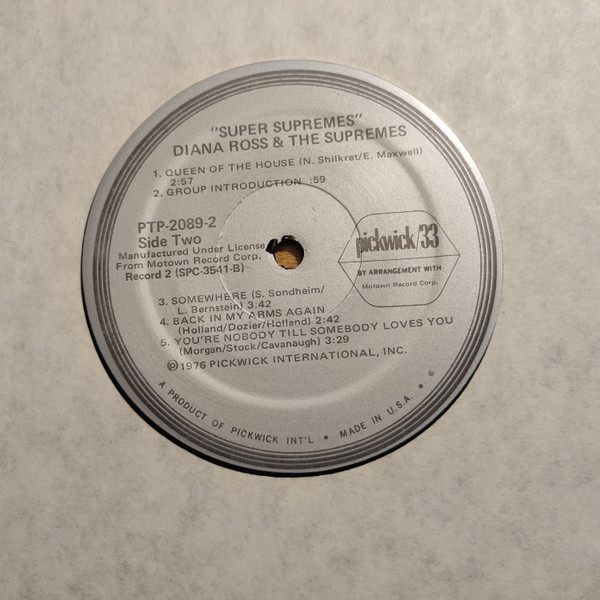 "SUPER SUPREMES"
DIANA ROSS & THE SUPREMES
1. QUEEN OF THE HOUSE (N. Shilkret/E. Maxwell)
2:57
2. GROUP INTRODUCTION :59
PTP-2089-2
Side Two
Manufactured Under License
From Motown Record Corp.
Record 2 (SPC-3541-B)
pickwick/33
BY ARRANGEMENT WITH
Motown Record Corp.
3. SOMEWHERE (S. Sondheim/
L. Bernstein) 3:42
4. BACK IN MY ARMS AGAIN
(Holland/Dozier/Holland) 2:42
5. YOU'RE NOBODY TILL SOMEBODY LOVES YOU
(Morgan/Stock/Cavanaugh) 3:29
Ⓟ1976 PICKWICK INTERNATIONAL, INC.
A PRODUCT OF PICKWICK INT'L • MADE IN U.S.A. •